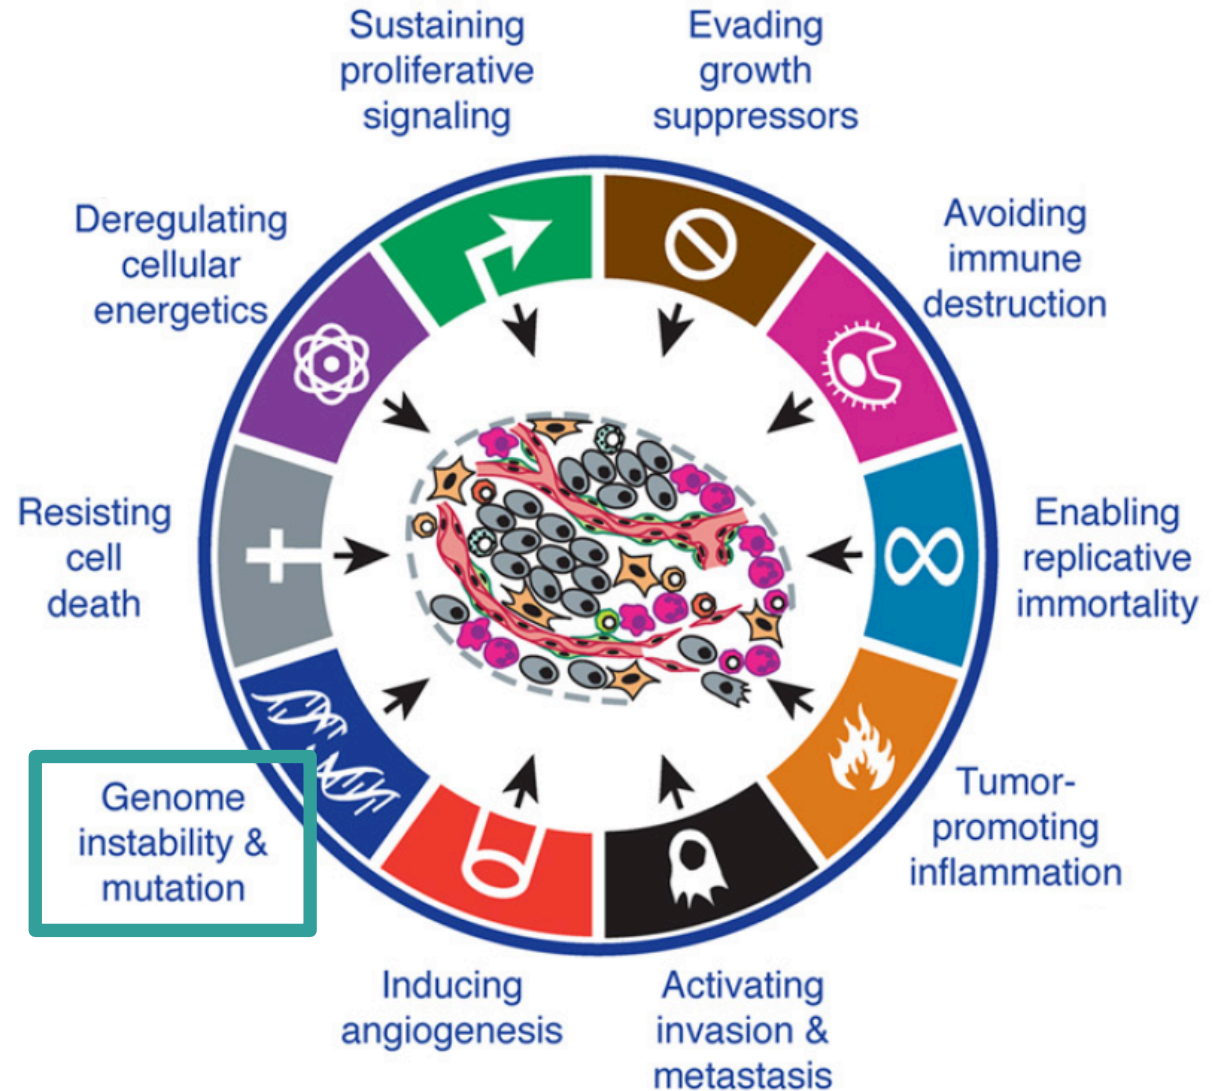 Sustaining
proliferative
signaling
Evading
growth
suppressors
Avoiding
immune
destruction
Enabling
replicative
immortality
Tumor-
promoting
inflammation
Activating
invasion &
metastasis
Inducing
angiogenesis
Genome
instability &
mutation
Resisting
cell
death
Deregulating
cellular
energetics